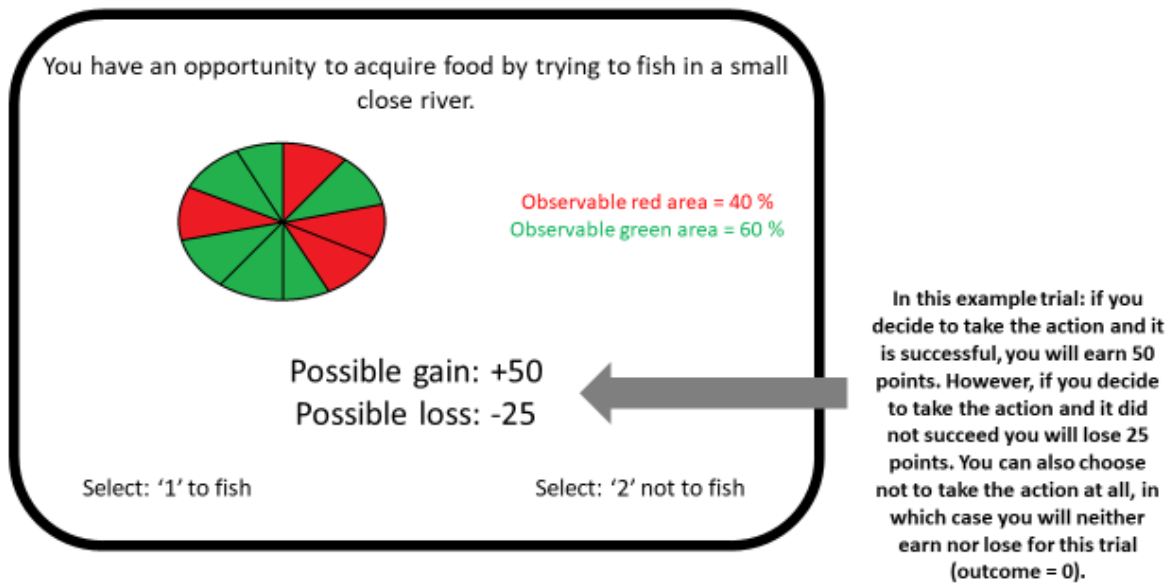 You have an opportunity to acquire food by trying to fish in a small
close river.
Observable red area = 40 %
Observable green area = 60 %
Possible gain: +50
Possible loss: -25
Select: ‘1’ to fish
Select: ‘2’ not to fish
In this example trial: if you
decide to take the action and it
is successful, you will earn 50
points. However, if you decide
to take the action and it did
not succeed you will lose 25
points. You can also choose
not to take the action at all, in
which case you will neither
earn nor lose for this trial
(outcome = 0).